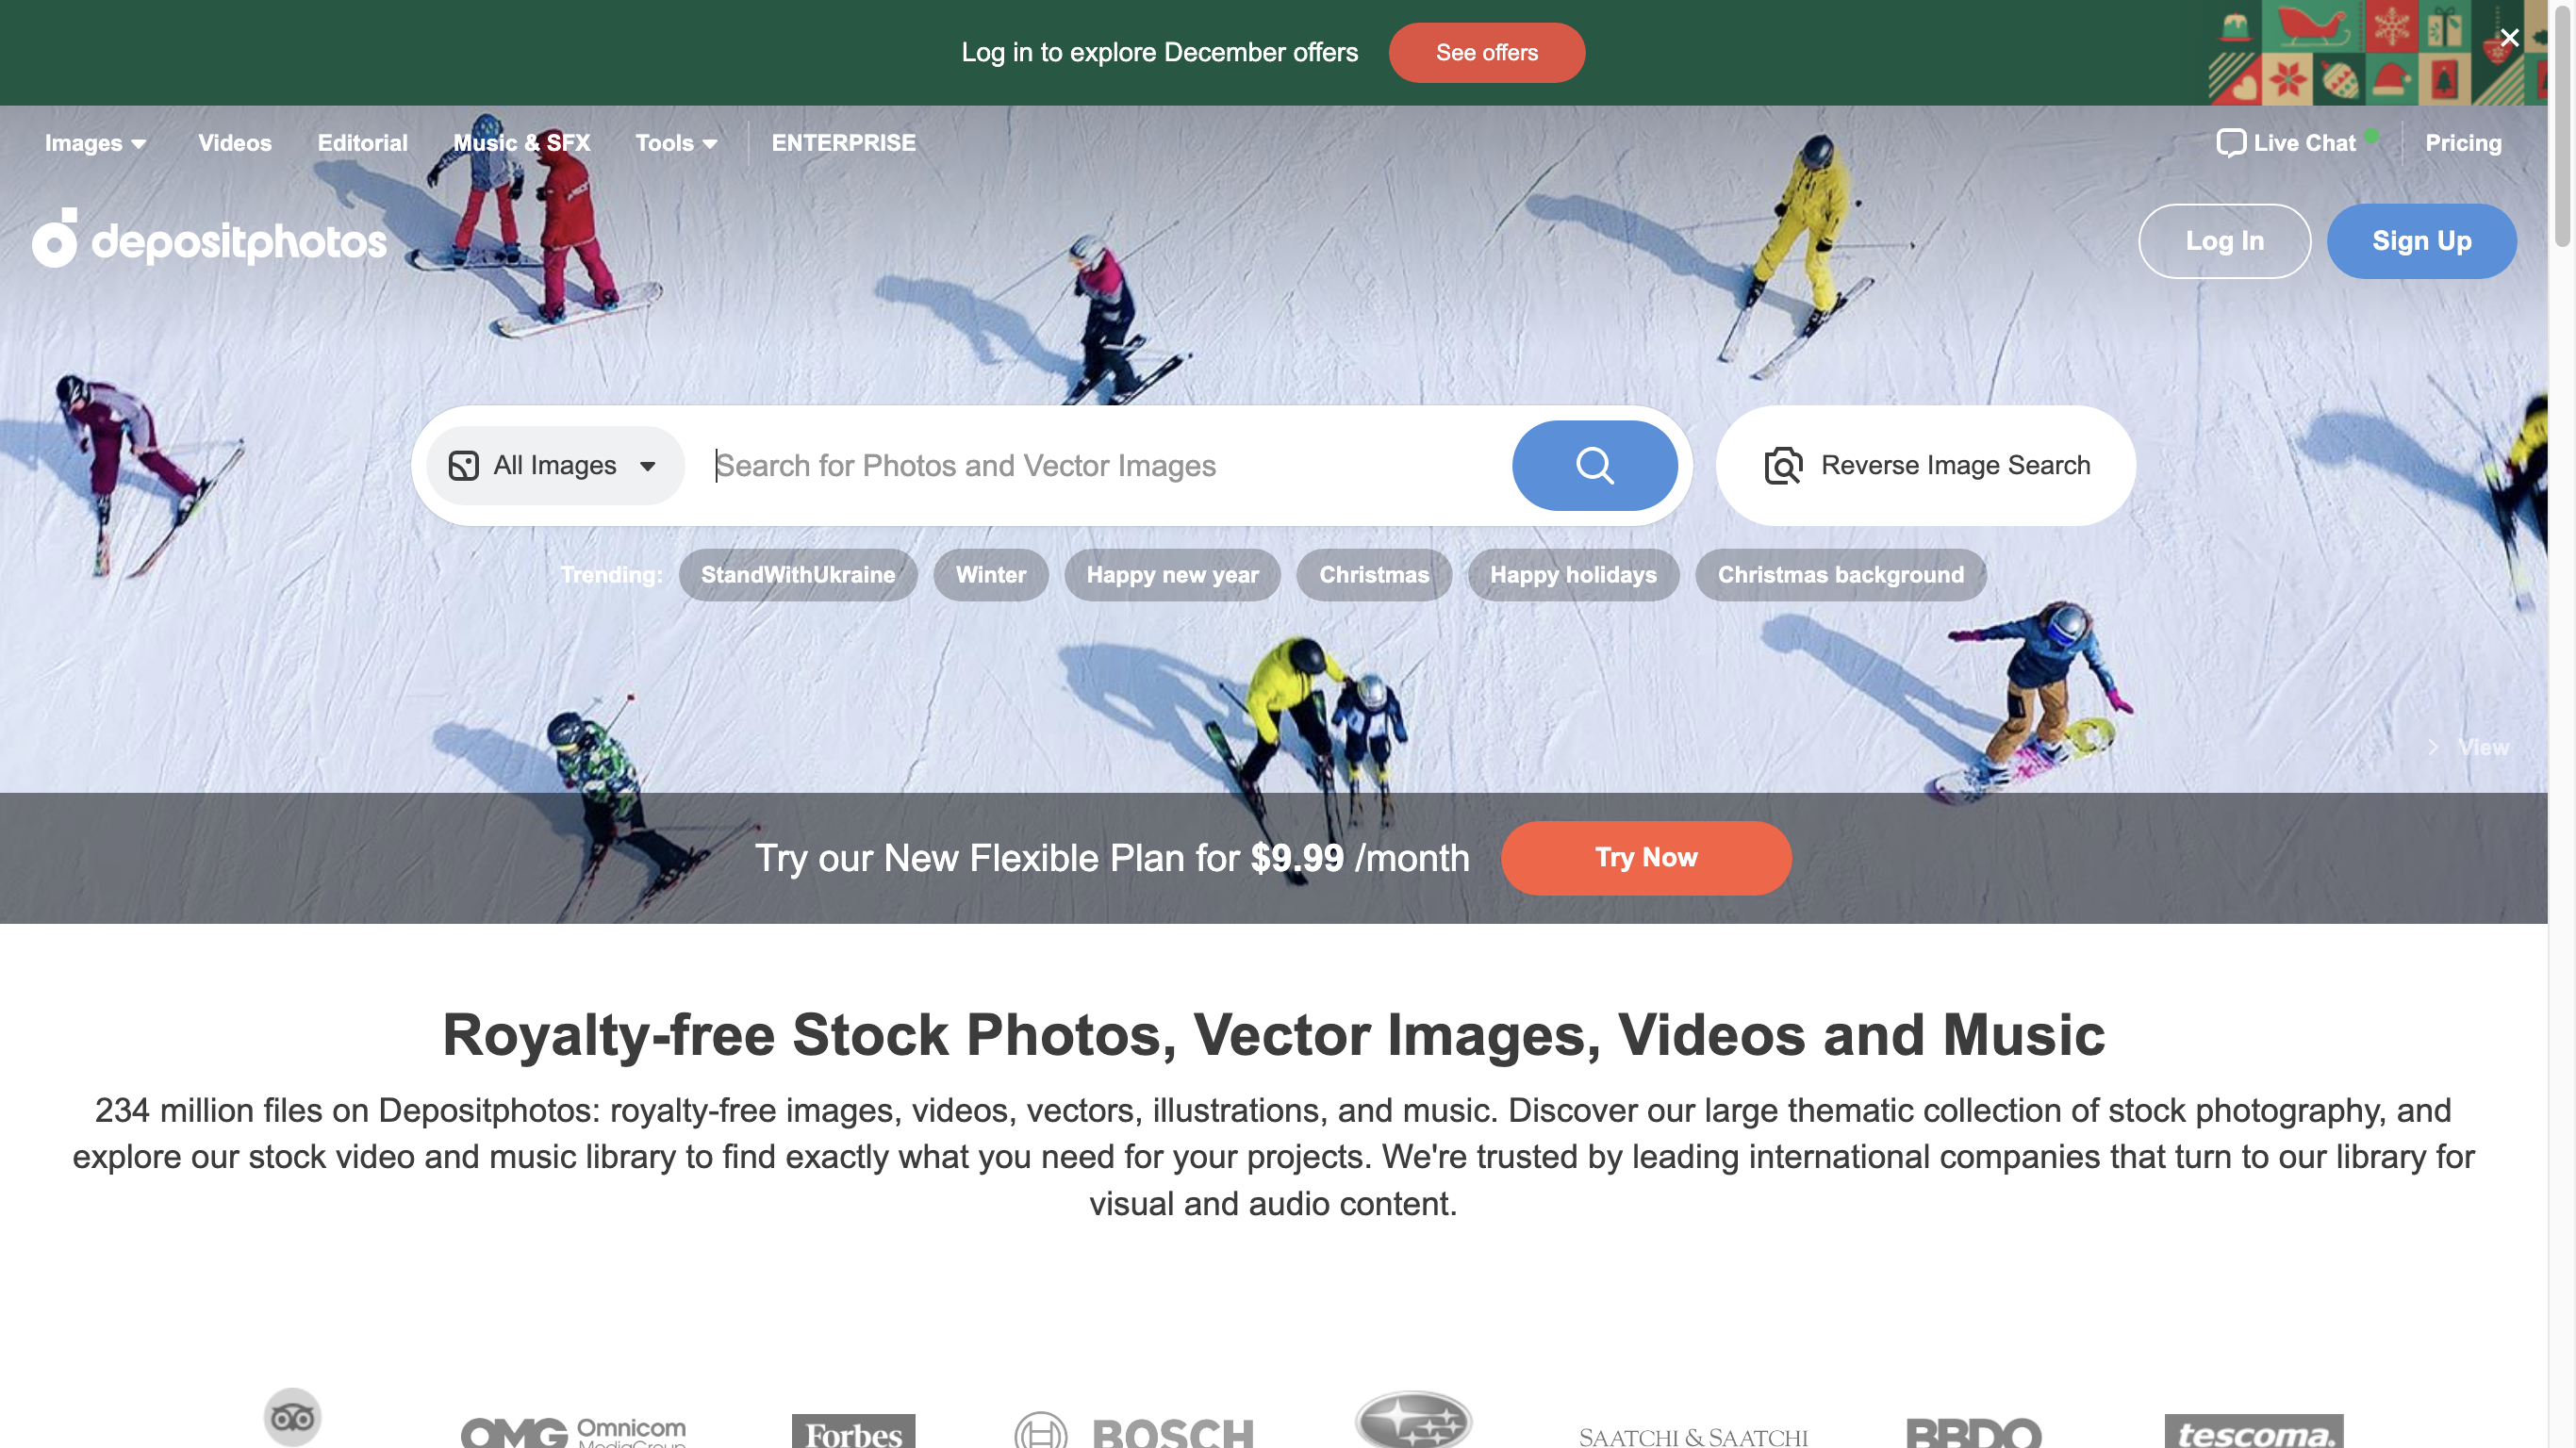 Log in to explore December offers
See offers
Images
Videos
Editorial
Music & SFX
Tools
ENTERPRISE
Live Chat
Pricing
depositphotos
Log In
Sign Up
All Images
Search for Photos and Vector Images
Reverse Image Search
Trending:
StandWithUkraine
Winter
Happy new year
Christmas
Happy holidays
Christmas background
View
Try our New Flexible Plan for $9.99 /month
Try Now
Royalty-free Stock Photos, Vector Images, Videos and Music
234 million files on Depositphotos: royalty-free images, videos, vectors, illustrations, and music. Discover our large thematic collection of stock photography, and
explore our stock video and music library to find exactly what you need for your projects. We're trusted by leading international companies that turn to our library for
visual and audio content.
OMG Omnicom
MediaGroup
Forbes
BOSCH
SAATCHI & SAATCHI
BBDO
tescoma.